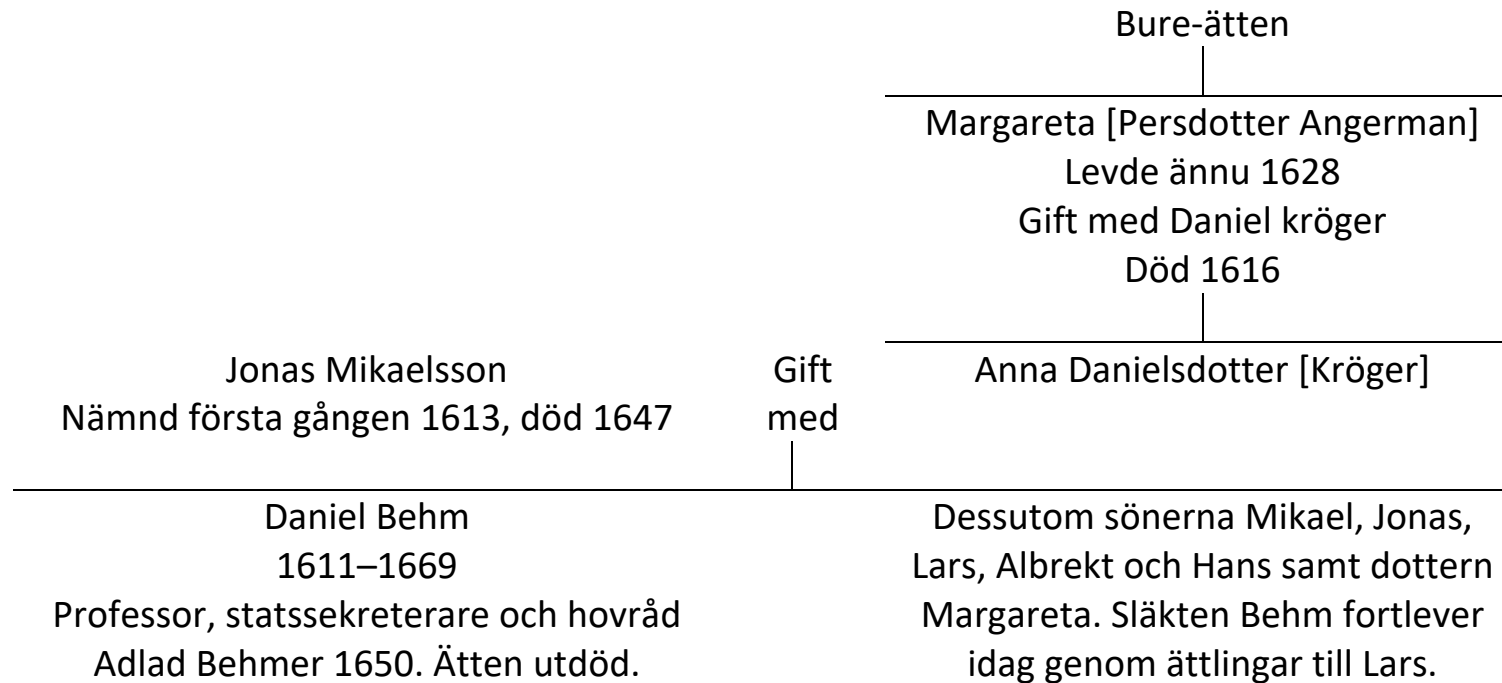 Bure-ätten
Margareta [Persdotter Angerman]
Levde ännu 1628
Gift med Daniel kröger
Död 1616
Jonas Mikaelsson
Nämnd första gången 1613, död 1647
Gift
med
Anna Danielsdotter [Kröger]
Daniel Behm
1611–1669
Professor, statssekreterare och hovråd
Adlad Behmer 1650. Ätten utdöd.
Dessutom sönerna Mikael, Jonas,
Lars, Albrekt och Hans samt dottern
Margareta. Släkten Behm fortlever
idag genom ättlingar till Lars.